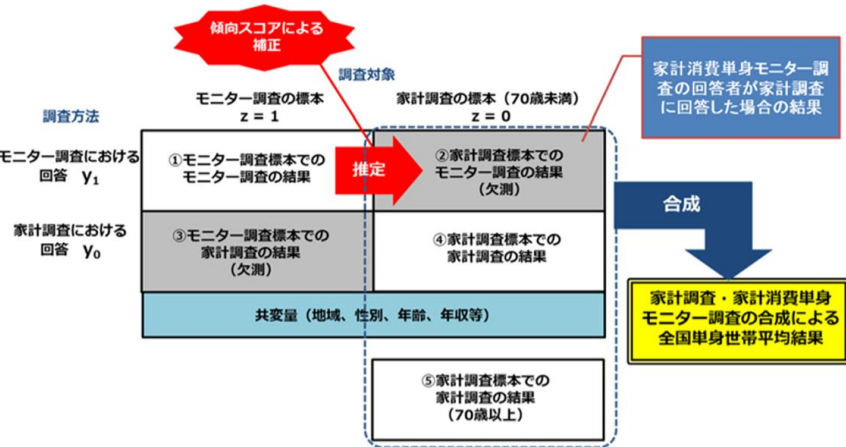 傾向スコアによる
補正
調査対象
モニター調査の標本
z = 1
家計調査の標本（70歳未満）
z = 0
家計消費単身モニター調
査の回答者が家計調査
に回答した場合の結果
調査方法
モニター調査における
回答 y1
①モニター調査標本での
モニター調査の結果
推定
②家計調査標本での
モニター調査の結果
（欠測）
家計調査における
回答 y0
③モニター調査標本での
家計調査の結果
（欠測）
④家計調査標本での
家計調査の結果
合成
共変量（地域、性別、年齢、年収等）
家計調査・家計消費単身
モニター調査の合成による
全国単身世帯平均結果
⑤家計調査標本での
家計調査の結果
（70歳以上）